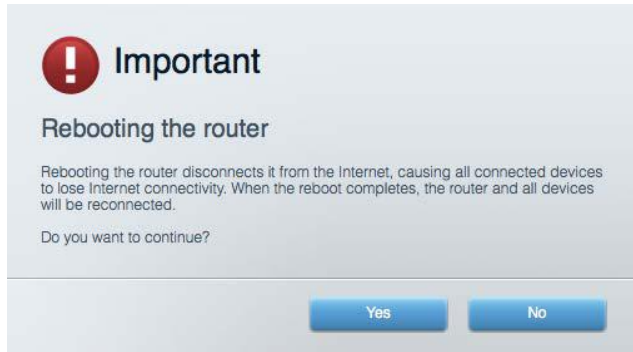 Important
Rebooting the router
Rebooting the router disconnects it from the Internet, causing all connected devices
to lose Internet connectivity. When the reboot completes, the router and all devices
will be reconnected.
Do you want to continue?
Yes
No